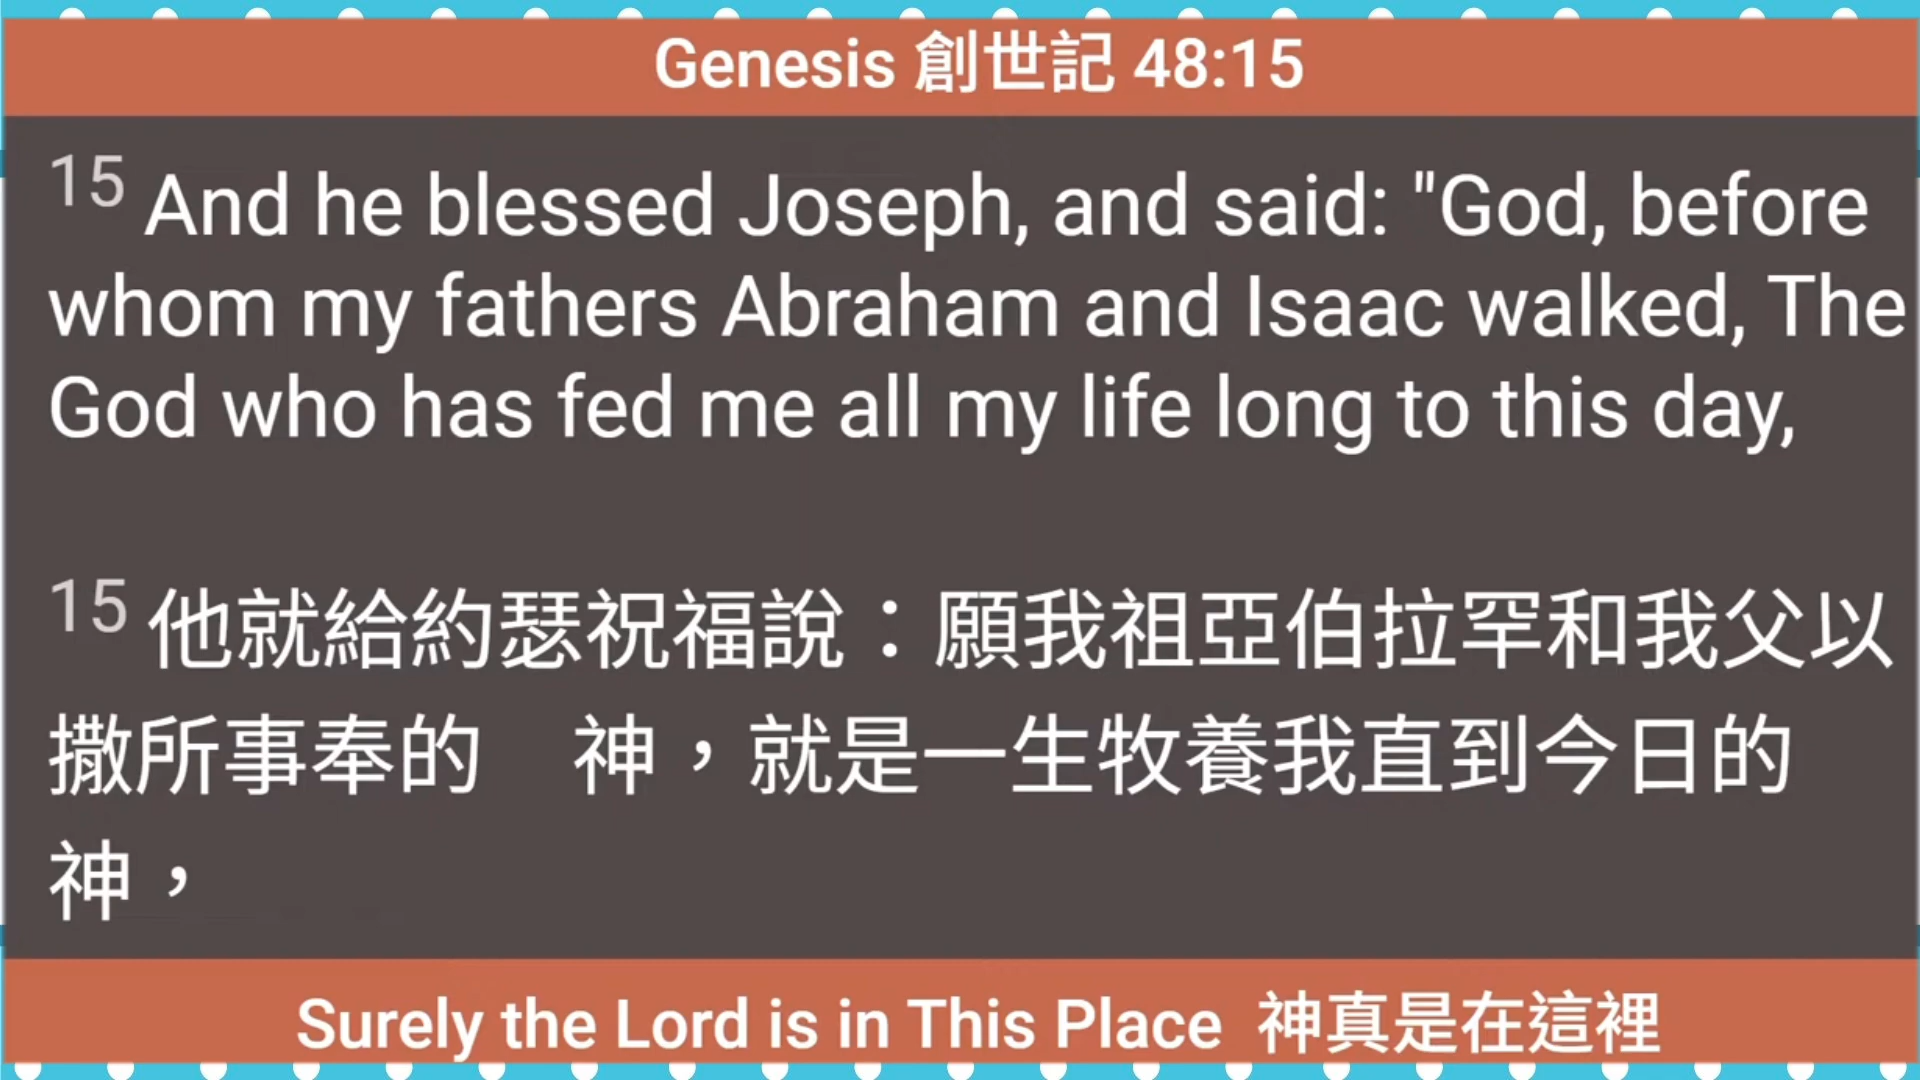 Genesis 創世記 48:15
15 And he blessed Joseph, and said: "God, before
whom my fathers Abraham and Isaac walked, The
God who has fed me all my life long to this day,
15 他就給約瑟祝福說：願我祖亞伯拉罕和我父以
撒所事奉的　神，就是一生牧養我直到今日的
神，
Surely the Lord is in This Place 神真是在這裡